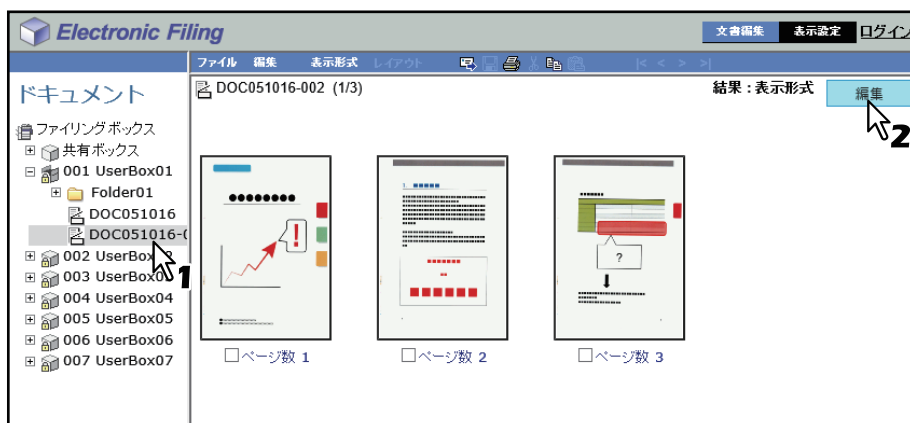 Electronic Filing
文書編集 表示設定 ログイン
ファイル 編集 表示形式 レイアウト |< < > >|
ドキュメント
DOC051016-002 (1/3)
結果:表示形式 編集
2
ファイリングボックス
共有ボックス
001 UserBox01
Folder01
DOC051016
DOC051016-0
1
002 UserBox
003 UserBox03
004 UserBox04
005 UserBox05
006 UserBox06
007 UserBox07
!
1.
?
ページ数 1 ページ数 2 ページ数 3